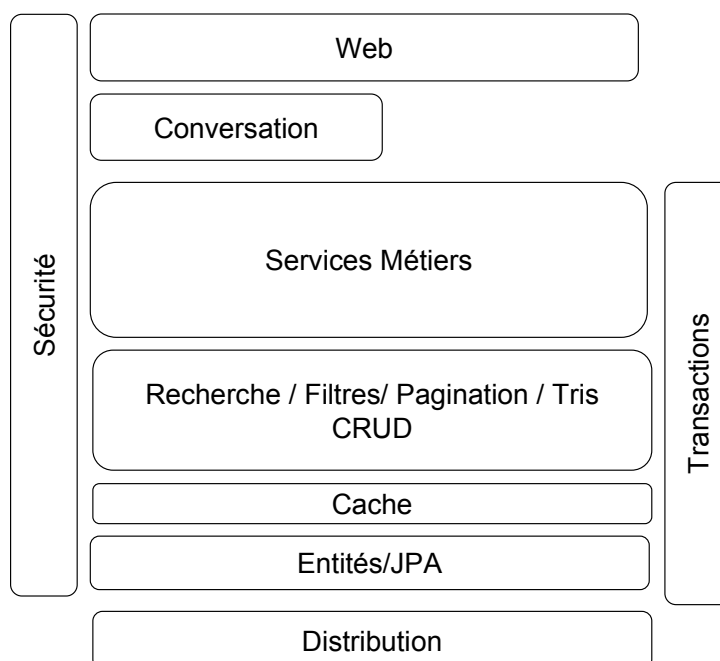 Web
Conversation
Sécurité
Services Métiers
Transactions
Recherche / Filtres/ Pagination / Tris
CRUD
Cache
Entités/JPA
Distribution